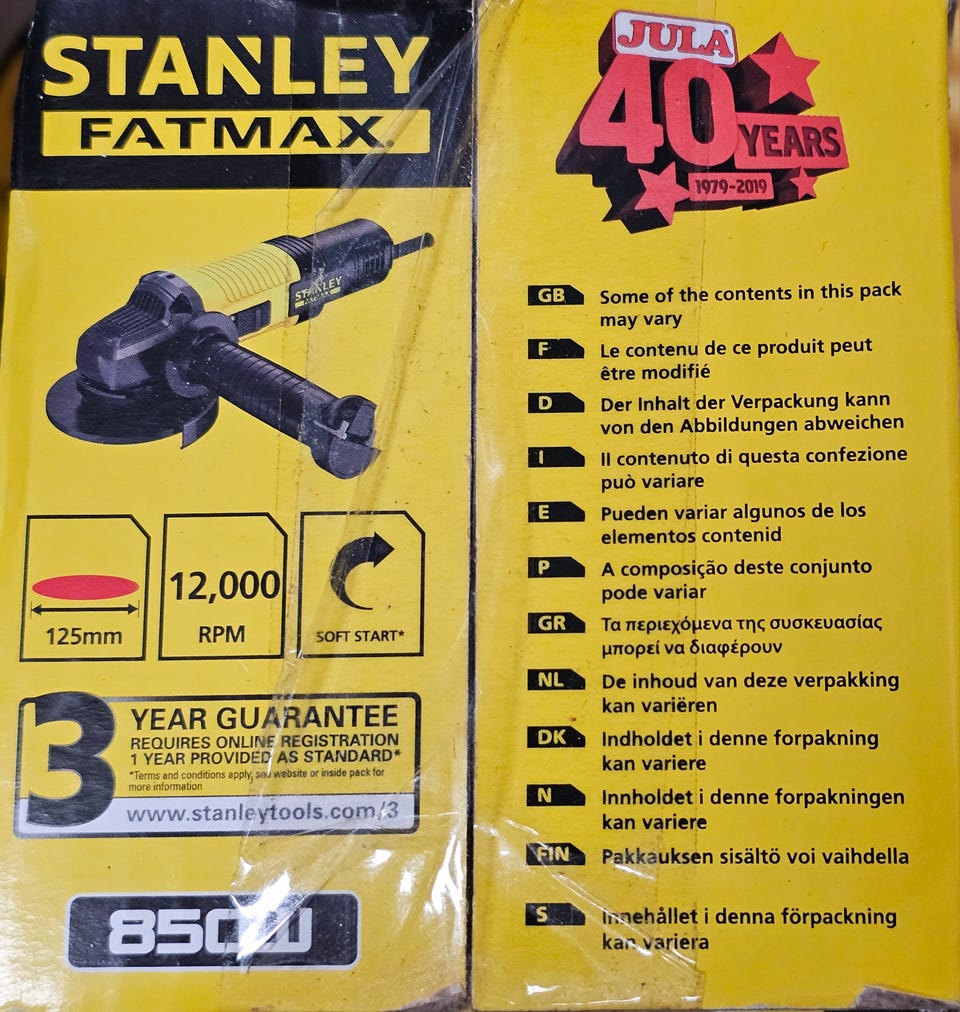 STANLEY
FATMAX®
STANLEY
FATMAX
125mm
12,000
RPM
SOFT START*
3
YEAR GUARANTEE
REQUIRES ONLINE REGISTRATION
1 YEAR PROVIDED AS STANDARD*
*Terms and conditions apply, see website or inside pack for
more information
www.stanleytools.com/3
850W
JULA®
40
YEARS
1979-2019
GB Some of the contents in this pack
may vary
F Le contenu de ce produit peut
être modifié
D Der Inhalt der Verpackung kann
von den Abbildungen abweichen
I Il contenuto di questa confezione
può variare
E Pueden variar algunos de los
elementos contenid
P A composição deste conjunto
pode variar
GR Τα περιεχόμενα της συσκευασίας
μπορεί να διαφέρουν
NL De inhoud van deze verpakking
kan variëren
DK Indholdet i denne forpakning
kan variere
N Innholdet i denne forpakningen
kan variere
FIN Pakkauksen sisältö voi vaihdella
S Innehållet i denna förpackning
kan variera